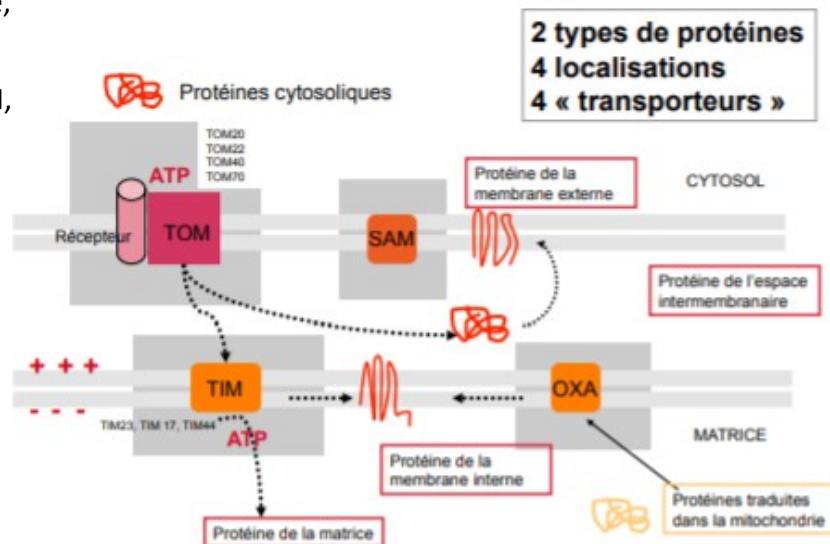 2 types de protéines
4 localisations
4 « transporteurs »
Protéines cytosoliques
TOM20
TOM22
TOM40
TOM70
ATP
Récepteur
TOM
SAM
Protéine de la
membrane externe
CYTOSOL
Protéine de l'espace
intermembranaire
+ + +
- - -
TIM
TIM23, TIM 17, TIM44
ATP
OXA
MATRICE
Protéine de la
membrane interne
Protéines traduites
dans la mitochondrie
Protéine de la matrice